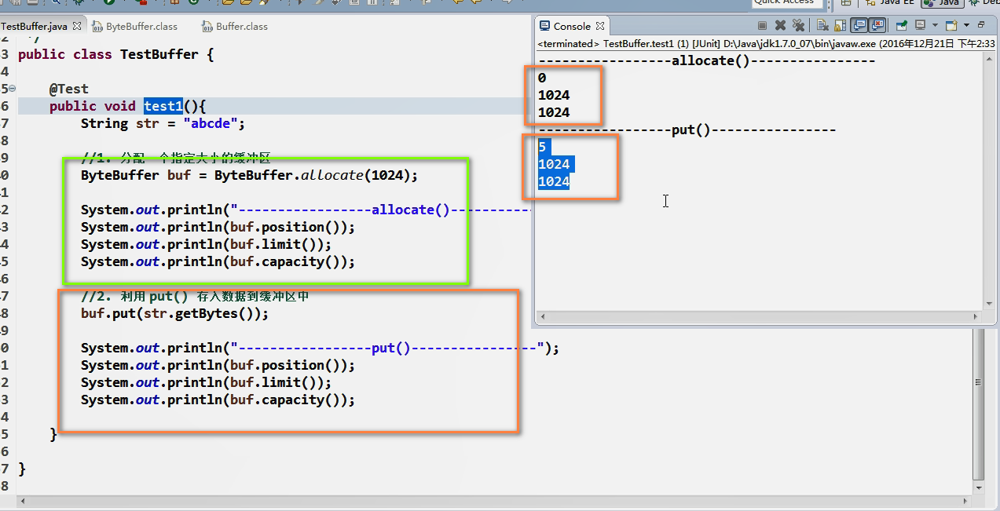 Quick Access
Java EE
Java
Deb
TestBuffer.java
ByteBuffer.class
Buffer.class
2 */
3 public class TestBuffer {
4
5 @Test
6 public void test1(){
7 String str = "abcde";
8
9 //1. 分配一个指定大小的缓冲区
0 ByteBuffer buf = ByteBuffer.allocate(1024);
1
2 System.out.println("-----------------allocate()-----------
3 System.out.println(buf.position());
4 System.out.println(buf.limit());
5 System.out.println(buf.capacity());
6
7 //2. 利用 put() 存入数据到缓冲区中
8 buf.put(str.getBytes());
9
0 System.out.println("-----------------put()----------------");
1 System.out.println(buf.position());
2 System.out.println(buf.limit());
3 System.out.println(buf.capacity());
4
5 }
6
7 }
8
Console
<terminated> TestBuffer.test1 (1) [JUnit] D:\Java\jdk1.7.0_07\bin\javaw.exe (2016年12月21日 下午2:33
-----------------allocate()----------------
0
1024
1024
-----------------put()----------------
5
1024
1024